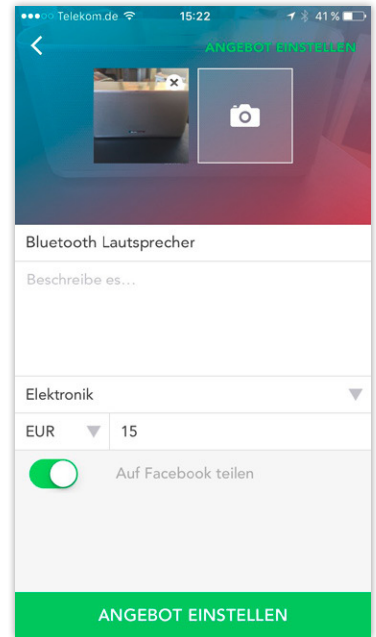 Telekom.de 15:22 41 %
ANGEBOT EINSTELLEN
Bluetooth Lautsprecher
Beschreibe es...
Elektronik
EUR 15
Auf Facebook teilen
ANGEBOT EINSTELLEN